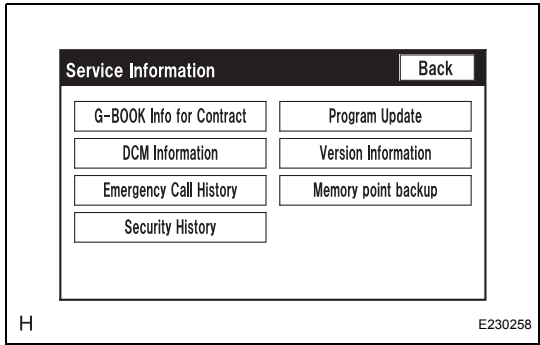 Service Information
Back
G-BOOK Info for Contract
Program Update
DCM Information
Version Information
Emergency Call History
Memory point backup
Security History
H
E230258